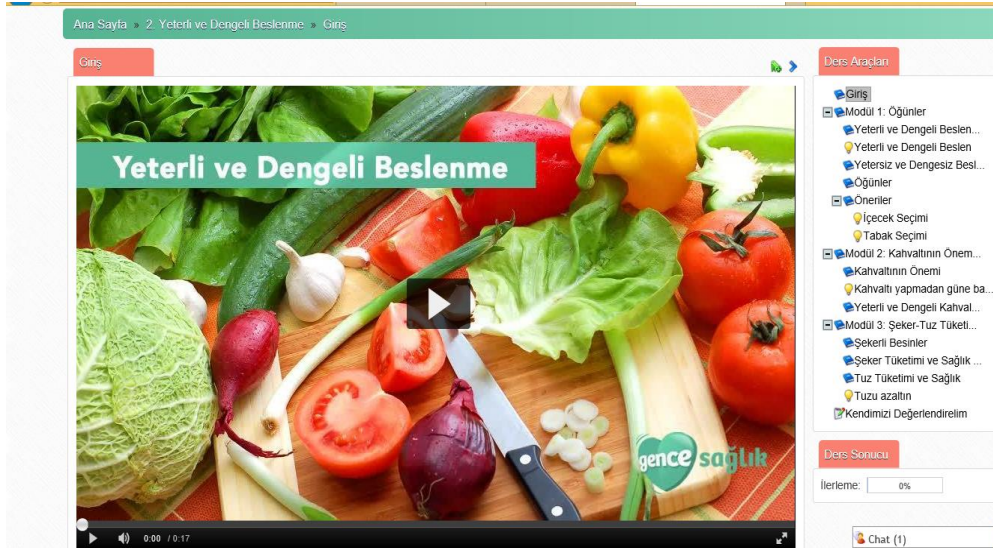 Ana Sayfa » 2. Yeterli ve Dengeli Beslenme » Giriş
Giriş
Yeterli ve Dengeli Beslenme
gence sağlık
0:00 / 0:17
Ders Araçları
Giriş
Modül 1: Öğünler
Yeterli ve Dengeli Beslen...
Yeterli ve Dengeli Beslen
Yetersiz ve Dengesiz Besl...
Öğünler
Öneriler
İçecek Seçimi
Tabak Seçimi
Modül 2: Kahvaltının Önem...
Kahvaltının Önemi
Kahvaltı yapmadan güne ba...
Yeterli ve Dengeli Kahval...
Modül 3: Şeker-Tuz Tüketi...
Şekerli Besinler
Şeker Tüketimi ve Sağlık ...
Tuz Tüketimi ve Sağlık
Tuzu azaltın
Kendimizi Değerlendirelim
Ders Sonucu
İlerleme: 0%
Chat (1)